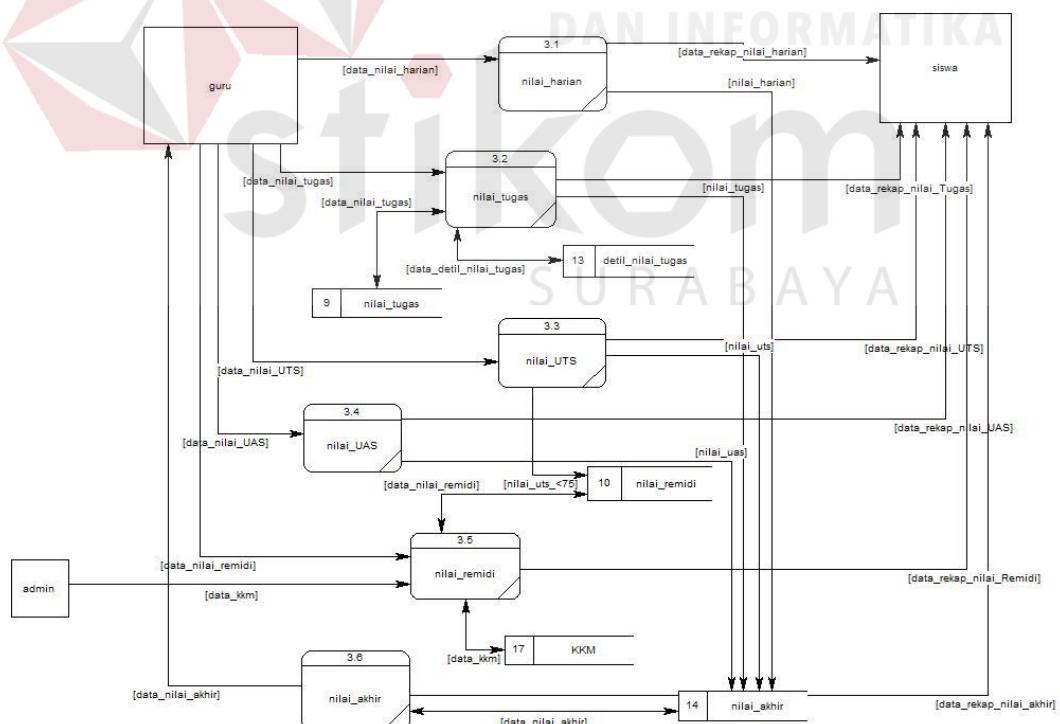 DAN INFORMATIKA
stikom
SURABAYA
guru
[data_nilai_harian]
3.1
nilai_harian
[data_rekap_nilai_harian]
[nilai_harian]
siswa
[data_nilai_tugas]
3.2
nilai_tugas
[nilai_tugas]
[data_rekap_nilai_Tugas]
[data_nilai_tugas]
[data_detil_nilai_tugas]
13 detil_nilai_tugas
9 nilai_tugas
3.3
nilai_UTS
[nilai_uts]
[data_rekap_nilai_UTS]
[data_nilai_UTS]
3.4
nilai_UAS
[data_nilai_UAS]
[data_rekap_nilai_UAS]
[nilai_uas]
[data_nilai_remidi]
[nilai_uts_<75]
10 nilai_remidi
3.5
nilai_remidi
[data_nilai_remidi]
[data_rekap_nilai_Remidi]
admin
[data_kkm]
17 KKM
[data_kkm]
3.6
nilai_akhir
[data_nilai_akhir]
14 nilai_akhir
[data_rekap_nilai_akhir]
[data_nilai_akhir]